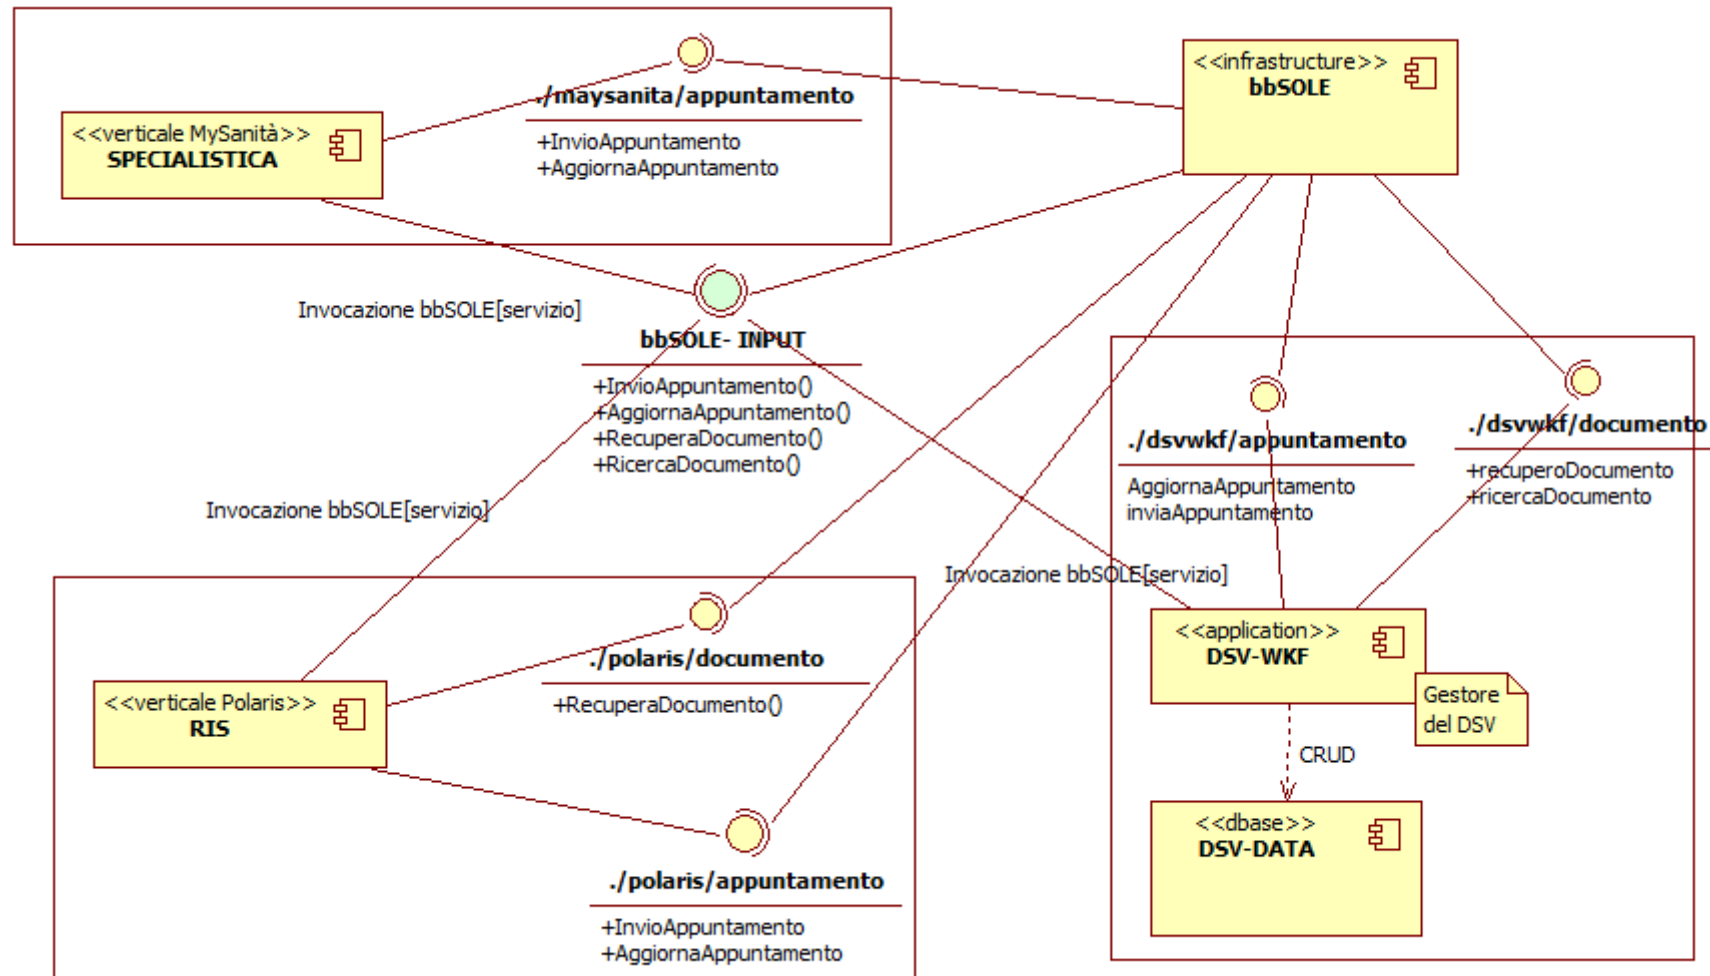 <<infrastructure>>
bbSOLE
./maysanita/appuntamento
+InvioAppuntamento
+AggiornaAppuntamento
<<verticale MySanità>>
SPECIALISTICA
Invocazione bbSOLE[servizio]
bbSOLE- INPUT
+InvioAppuntamento()
+AggiornaAppuntamento()
+RecuperaDocumento()
+RicercaDocumento()
./dsvwkf/appuntamento
AggiornaAppuntamento
inviaAppuntamento
./dsvwkf/documento
+recuperoDocumento
+ricercaDocumento
Invocazione bbSOLE[servizio]
Invocazione bbSOLE[servizio]
./polaris/documento
+RecuperaDocumento()
<<verticale Polaris>>
RIS
<<application>>
DSV-WKF
Gestore
del DSV
CRUD
<<dbase>>
DSV-DATA
./polaris/appuntamento
+InvioAppuntamento
+AggiornaAppuntamento